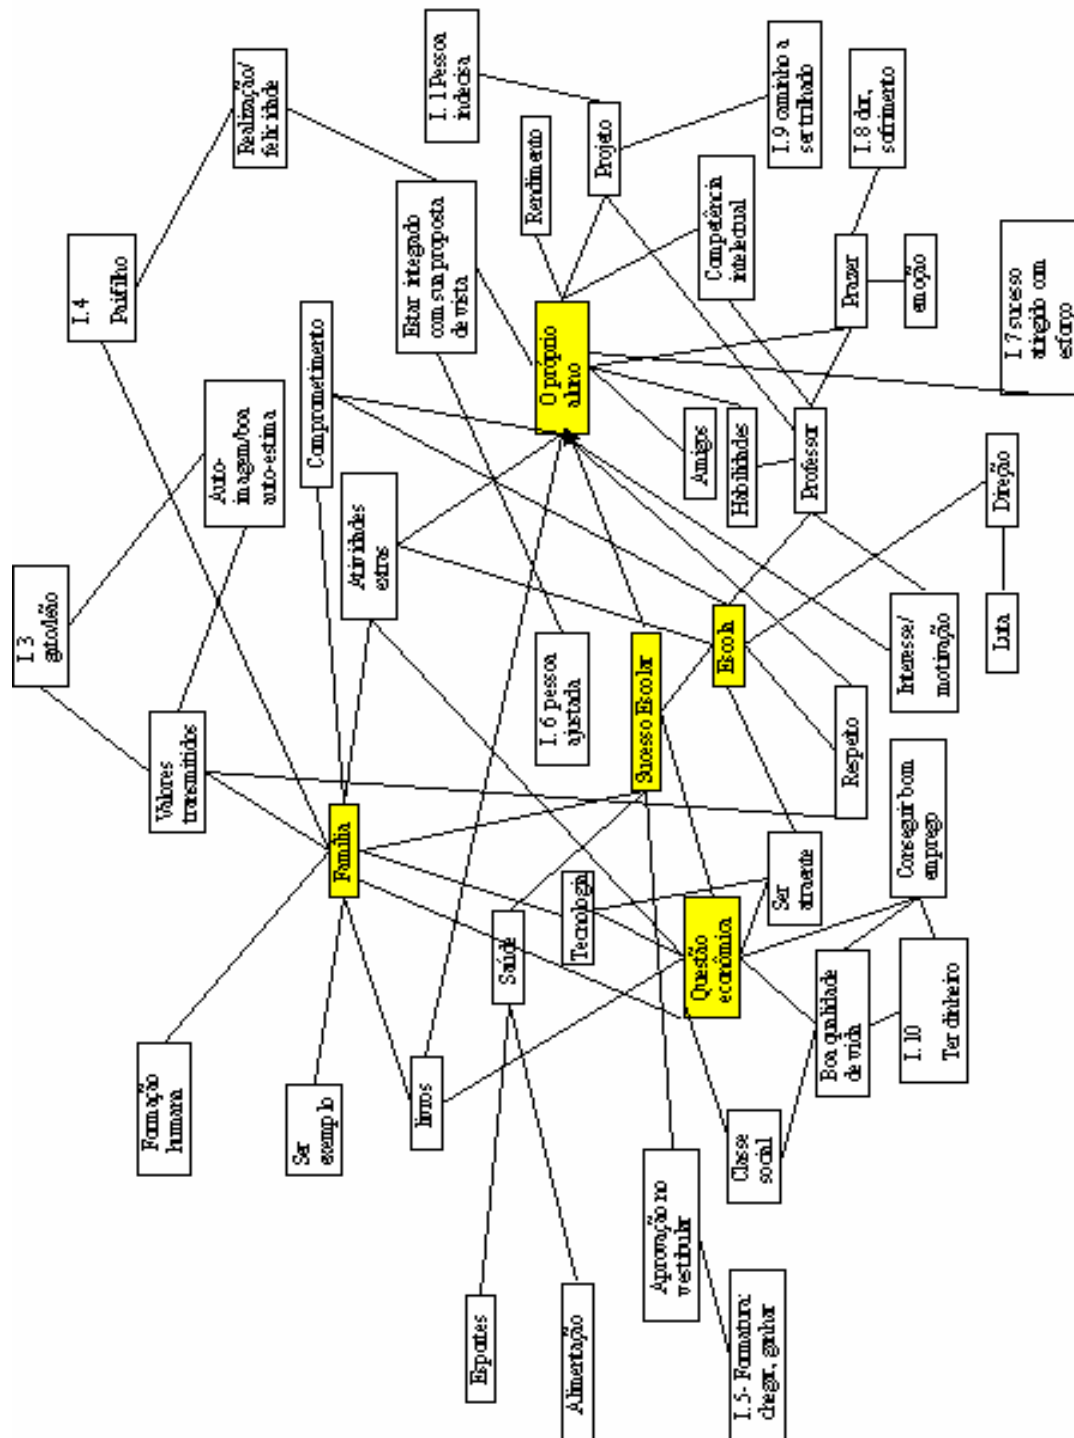 I.3
gato/leão
I.4
Pai/filho
Formação
humana
Valores
transmitidos
Auto-
imagem/boa
auto-estima
Realização/
felicidade
Ser
exemplo
Família
Comprometimento
Atividades
extras
livros
Estar integado
com sua proposta
de vista
I. 1 Pessoa
indecisa
Esportes
Saúde
Rendimento
Alimentação
Tecnologia
I. 6 pessoa
ajustada
O próprio
aluno
Projeto
Aprovação no
vestibular
Sucesso Escolar
Amigos
Questão
econômica
Escola
Habilidades
Competência
intelectual
I.5- Formatura:
chegar, ganhar
Classe
social
Ser
atraente
Professor
I.9 caminho a
ser trilhado
Boa qualidade
de vida
Respeito
Prazer
I.8 dor,
sofrimento
Conseguir bom
emprego
Interesse/
motivação
emoção
I.10
Ter dinheiro
Luta
Direção
I 7 sucesso
atingido com
esforço